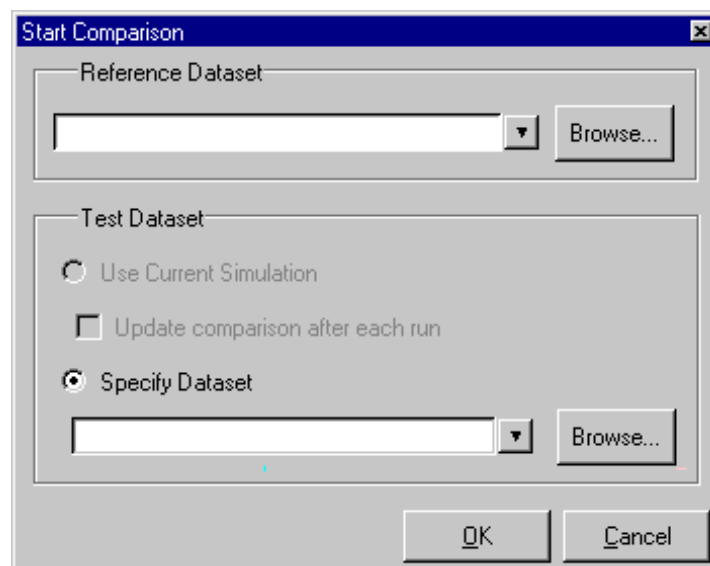 Start Comparison
Reference Dataset
Browse...
Test Dataset
Use Current Simulation
Update comparison after each run
Specify Dataset
Browse...
OK Cancel